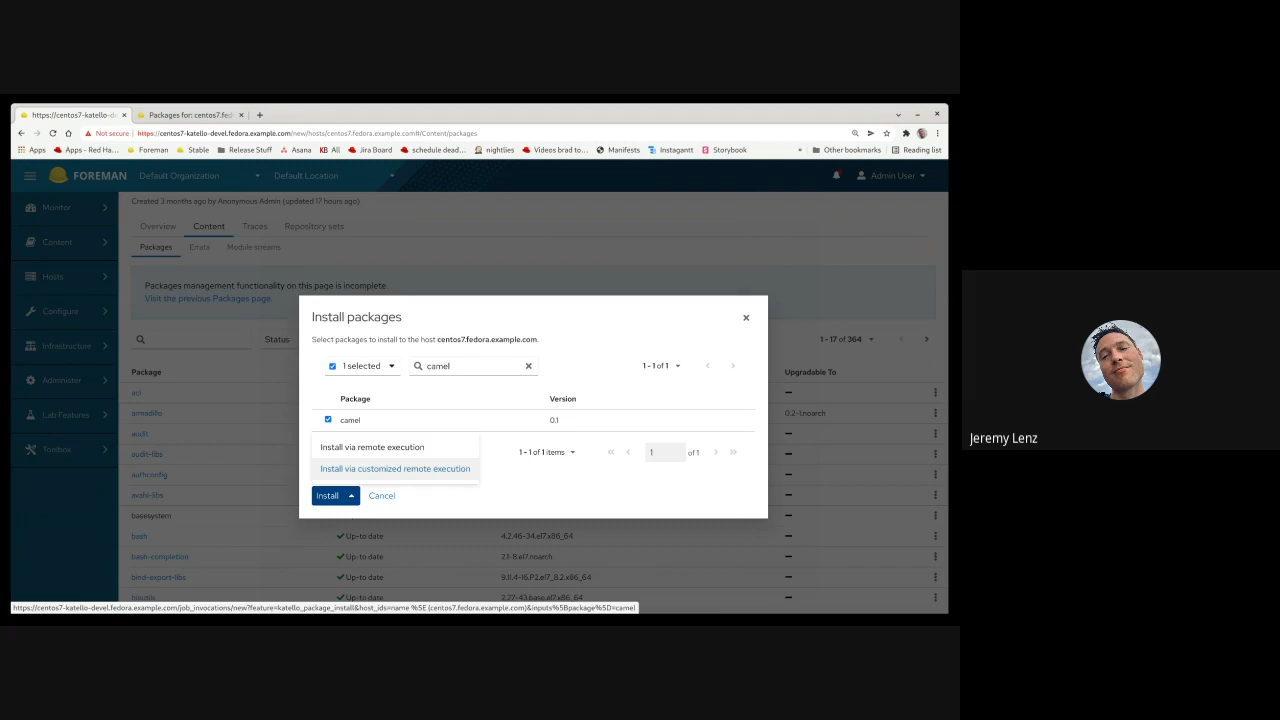 https://centos7-katello-d
Packages for: centos7.fed
Not secure
https://centos7-katello-devel.fedora.example.com/new/hosts/centos7.fedora.example.com#/Content/packages
Apps
Apps - Red Ha...
Foreman
Stable
Release Stuff
Asana
KB All
Jira Board
schedule dead...
nightlies
Videos brad to...
Manifests
Instagantt
Storybook
»
Other bookmarks
Reading list
FOREMAN
Default Organization
Default Location
Admin User
Created 3 months ago by Anonymous Admin (updated 17 hours ago)
Monitor
Content
Hosts
Configure
Infrastructure
Administer
Lab Features
Toolbox
Overview
Content
Traces
Repository sets
Packages
Errata
Module streams
Packages management functionality on this page is incomplete.
Visit the previous Packages page.
Status
1 - 17 of 364
Package
Upgradable To
acl
armadillo
0.2-1.noarch
audit
audit-libs
authconfig
avahi-libs
basesystem
bash
Up-to date
4.2.46-34.el7.x86_64
bash-completion
Up-to date
2.1-8.el7.noarch
bind-export-libs
Up-to date
9.11.4-16.P2.el7_8.2.x86_64
binutils
Up-to date
2.27-43.base.el7.x86_64
Install packages
Select packages to install to the host centos7.fedora.example.com.
1 selected
camel
1 - 1 of 1
Package
Version
camel
0.1
Install via remote execution
Install via customized remote execution
1 - 1 of 1 items
1
of 1
Install
Cancel
https://centos7-katello-devel.fedora.example.com/job_invocations/new?feature=katello_package_install&host_ids=name %5E (centos7.fedora.example.com)&inputs%5Bpackage%5D=camel
Jeremy Lenz